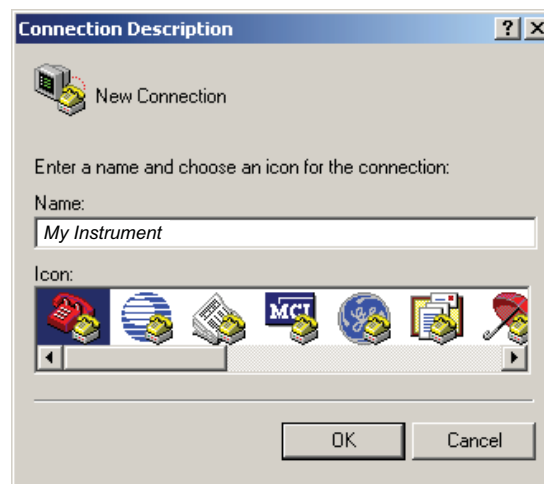 Connection Description
New Connection
Enter a name and choose an icon for the connection:
Name:
My Instrument
Icon:
MCI
OK Cancel